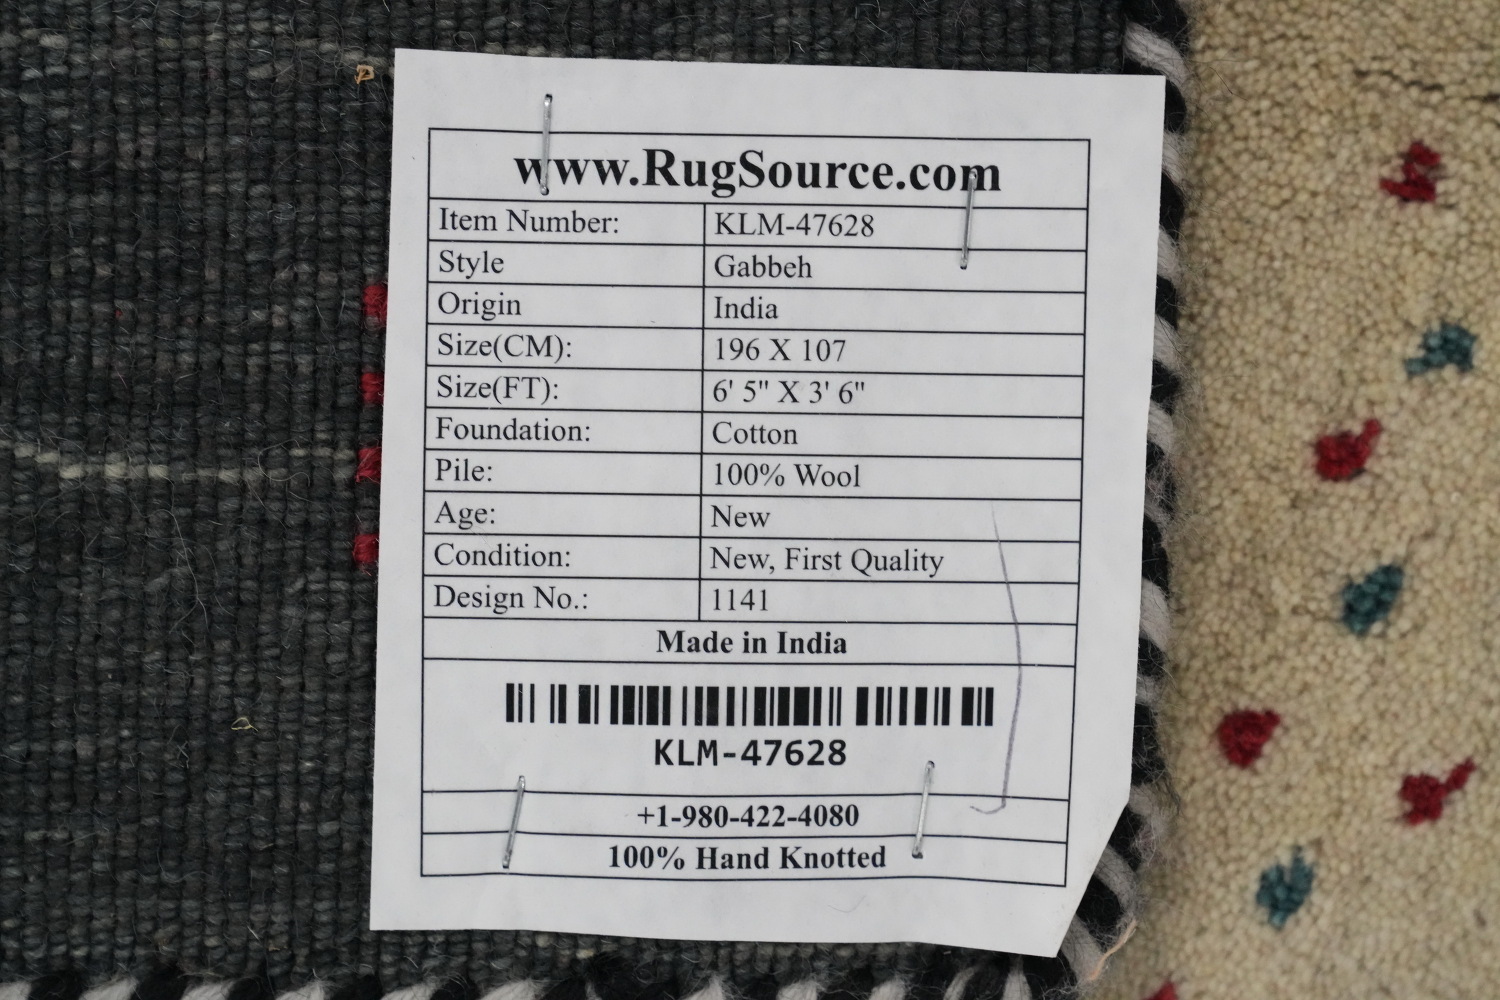 www.RugSource.com
Item Number: KLM-47628
Style Gabbeh
Origin India
Size(CM): 196 X 107
Size(FT): 6' 5" X 3' 6"
Foundation: Cotton
Pile: 100% Wool
Age: New
Condition: New, First Quality
Design No.: 1141
Made in India
KLM-47628
+1-980-422-4080
100% Hand Knotted